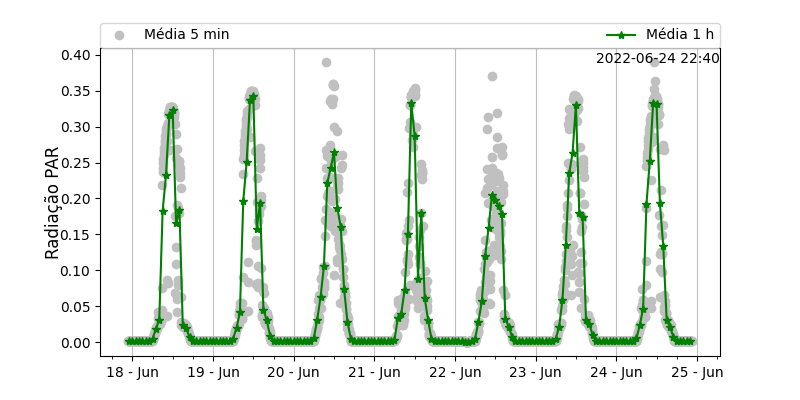 Média 5 min
Média 1 h
2022-06-24 22:40
Radiação PAR
0.40
0.35
0.30
0.25
0.20
0.15
0.10
0.05
0.00
18 - Jun
19 - Jun
20 - Jun
21 - Jun
22 - Jun
23 - Jun
24 - Jun
25 - Jun